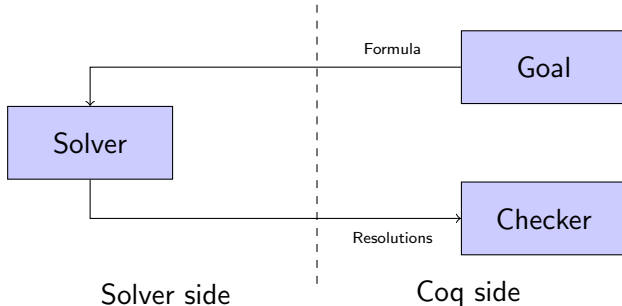 Formula
Goal
Solver
Checker
Resolutions
Solver side
Coq side